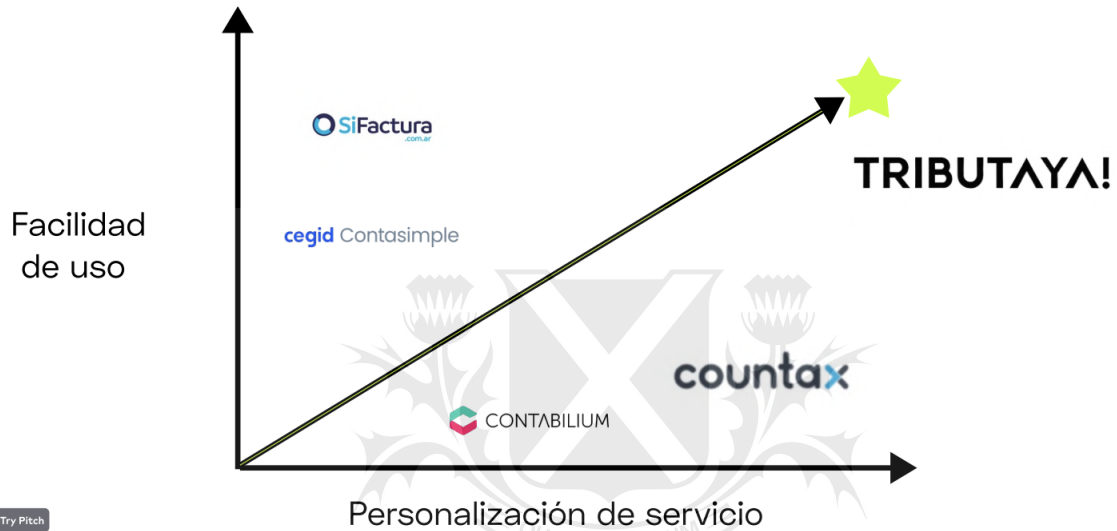 SiFactura
.com.ar
TRIBUTAYA!
Facilidad
de uso
cegid Contasimple
countax
CONTABILIUM
Personalización de servicio
Try Pitch